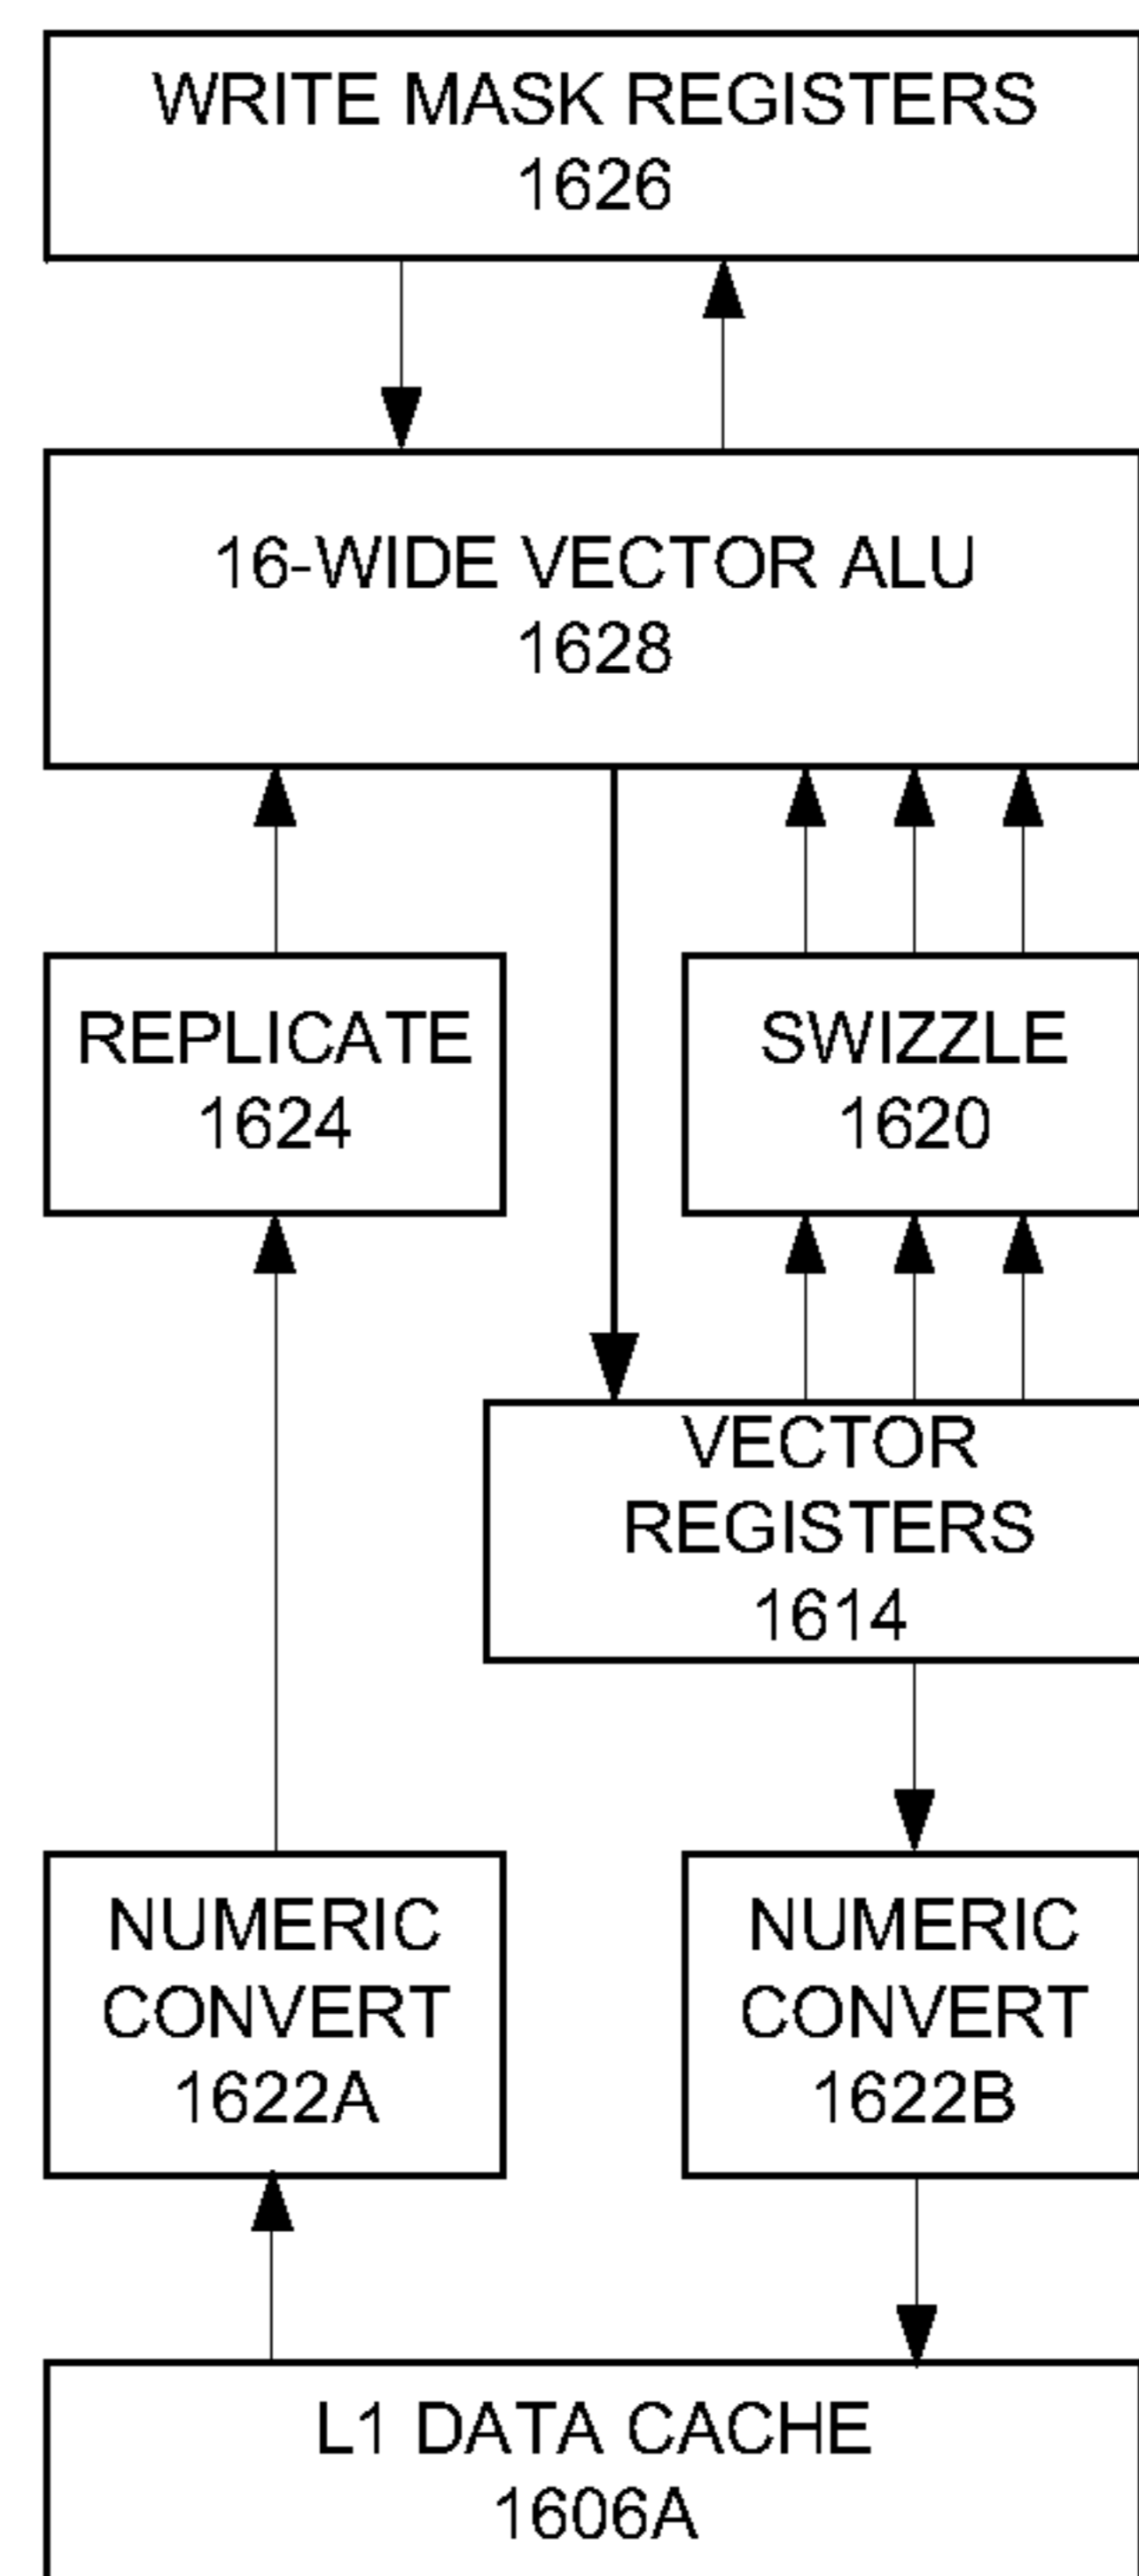 WRITE MASK REGISTERS
1626
16-WIDE VECTOR ALU
1628
REPLICATE
1624
SWIZZLE
1620
VECTOR
REGISTERS
1614
NUMERIC
CONVERT
1622A
NUMERIC
CONVERT
1622B
L1 DATA CACHE
1606A